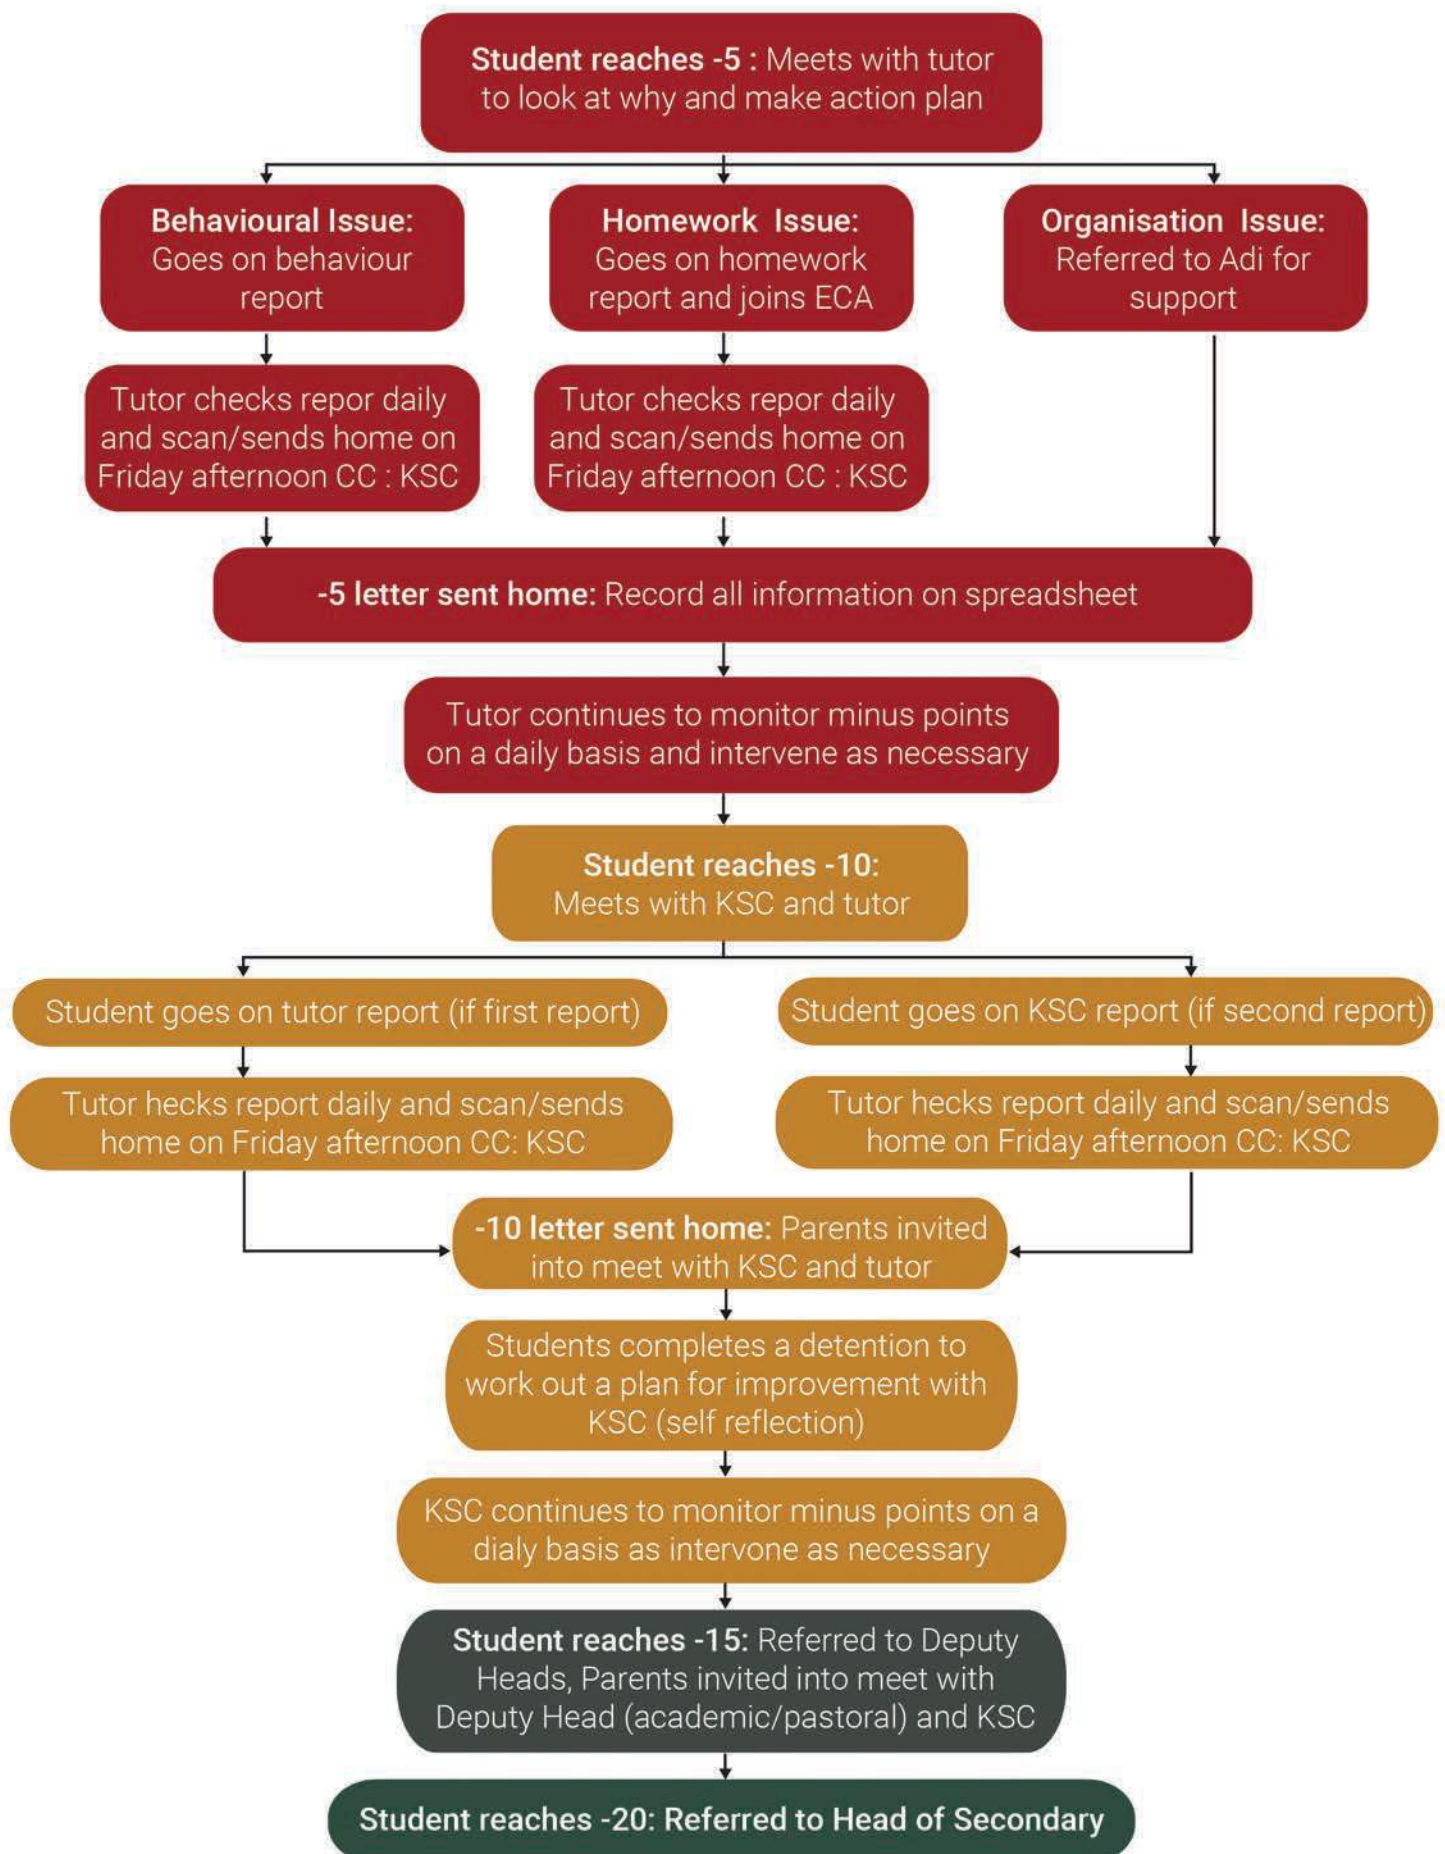 Student reaches -5 : Meets with tutor
to look at why and make action plan
Behavioural Issue:
Goes on behaviour
report
Homework Issue:
Goes on homework
report and joins ECA
Organisation Issue:
Referred to Adi for
support
Tutor checks repor daily
and scan/sends home on
Friday afternoon CC : KSC
Tutor checks repor daily
and scan/sends home on
Friday afternoon CC : KSC
-5 letter sent home: Record all information on spreadsheet
Tutor continues to monitor minus points
on a daily basis and intervene as necessary
Student reaches -10:
Meets with KSC and tutor
Student goes on tutor report (if first report)
Student goes on KSC report (if second report)
Tutor hecks report daily and scan/sends
home on Friday afternoon CC: KSC
Tutor hecks report daily and scan/sends
home on Friday afternoon CC: KSC
-10 letter sent home: Parents invited
into meet with KSC and tutor
Students completes a detention to
work out a plan for improvement with
KSC (self reflection)
KSC continues to monitor minus points on a
dialy basis as intervone as necessary
Student reaches -15: Referred to Deputy
Heads, Parents invited into meet with
Deputy Head (academic/pastoral) and KSC
Student reaches -20: Referred to Head of Secondary